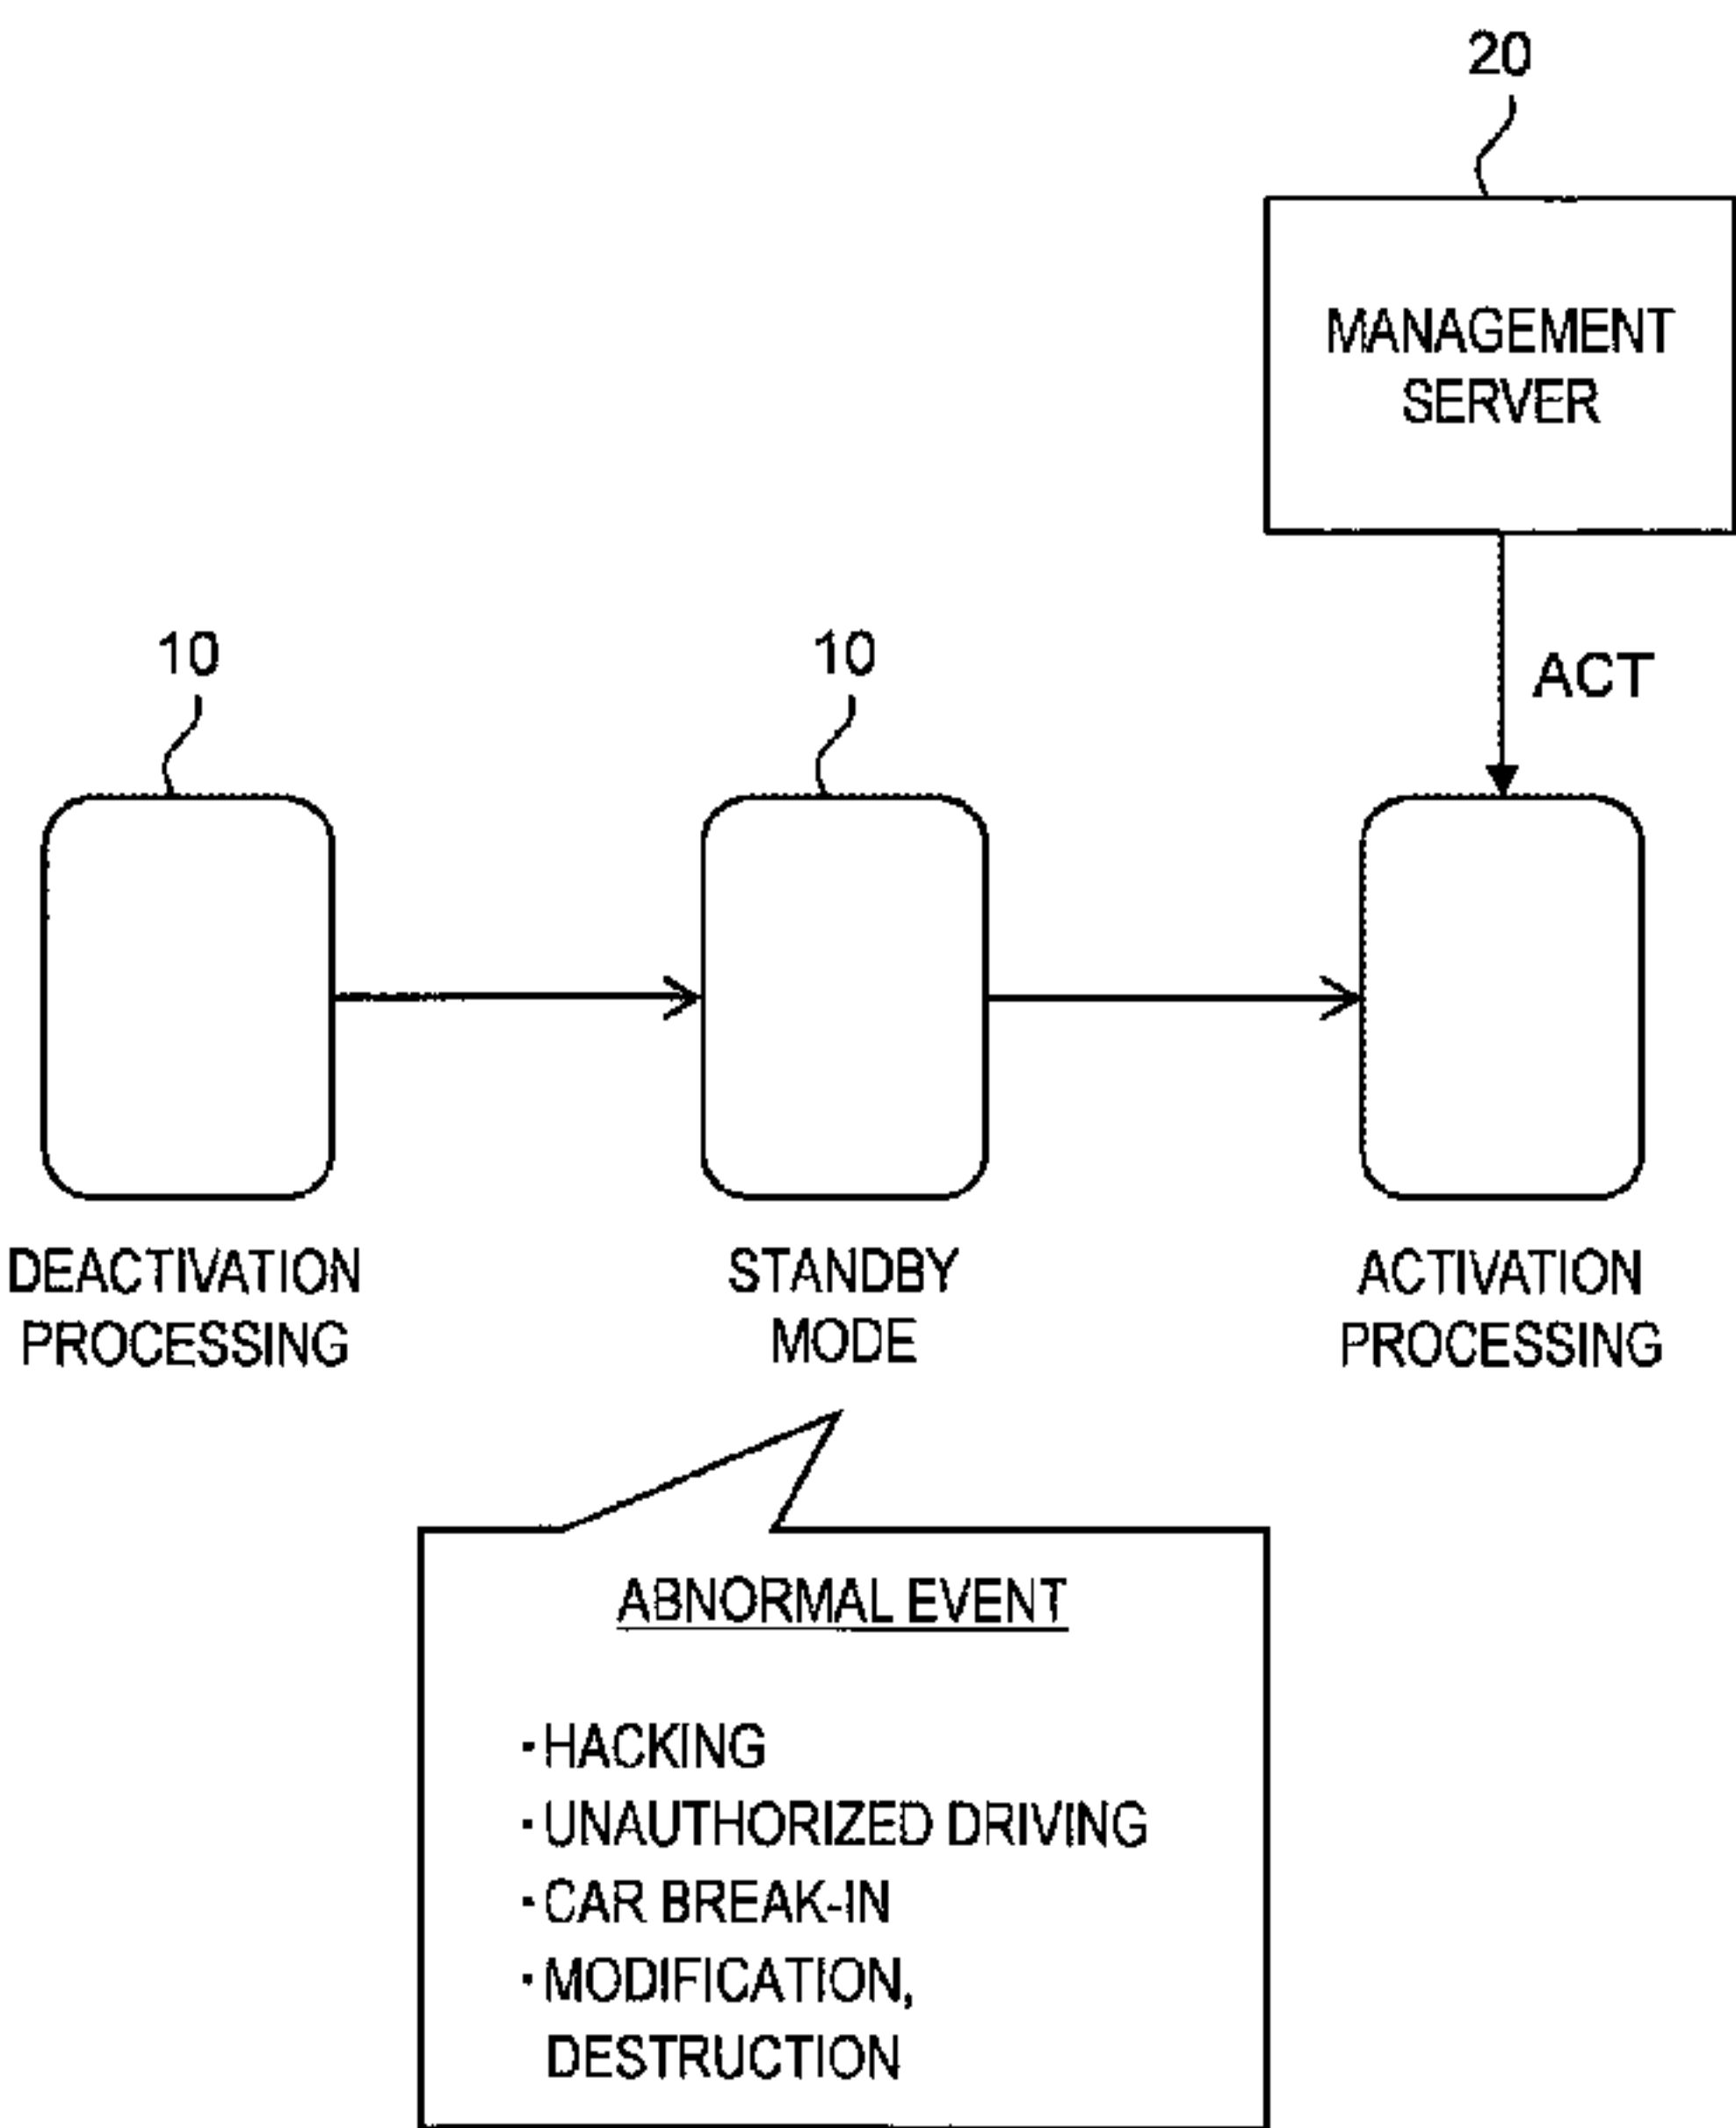 20
MANAGEMENT
SERVER
10
10
ACT
DEACTIVATION
PROCESSING
STANDBY
MODE
ACTIVATION
PROCESSING
ABNORMAL EVENT
・HACKING
・UNAUTHORIZED DRIVING
・CAR BREAK-IN
・MODIFICATION,
DESTRUCTION